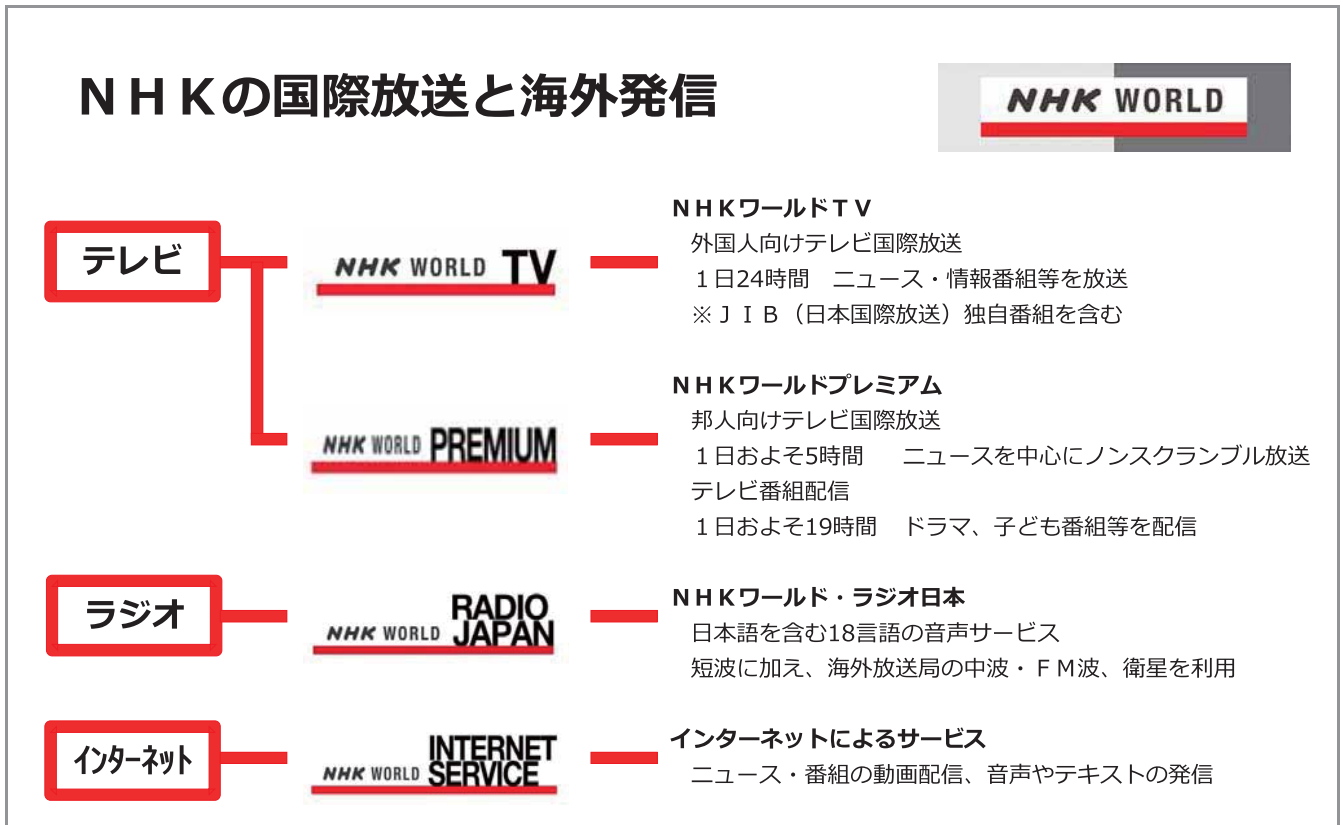 ＮＨＫの国際放送と海外発信
NHK WORLD
テレビ
NHK WORLD TV
ＮＨＫワールドＴＶ
外国人向けテレビ国際放送
１日24時間　ニュース・情報番組等を放送
※ＪＩＢ（日本国際放送）独自番組を含む
NHK WORLD PREMIUM
ＮＨＫワールドプレミアム
邦人向けテレビ国際放送
１日およそ5時間　ニュースを中心にノンスクランブル放送
テレビ番組配信
１日およそ19時間　ドラマ、子ども番組等を配信
ラジオ
NHK WORLD RADIO JAPAN
ＮＨＫワールド・ラジオ日本
日本語を含む18言語の音声サービス
短波に加え、海外放送局の中波・ＦＭ波、衛星を利用
インターネット
NHK WORLD INTERNET SERVICE
インターネットによるサービス
ニュース・番組の動画配信、音声やテキストの発信